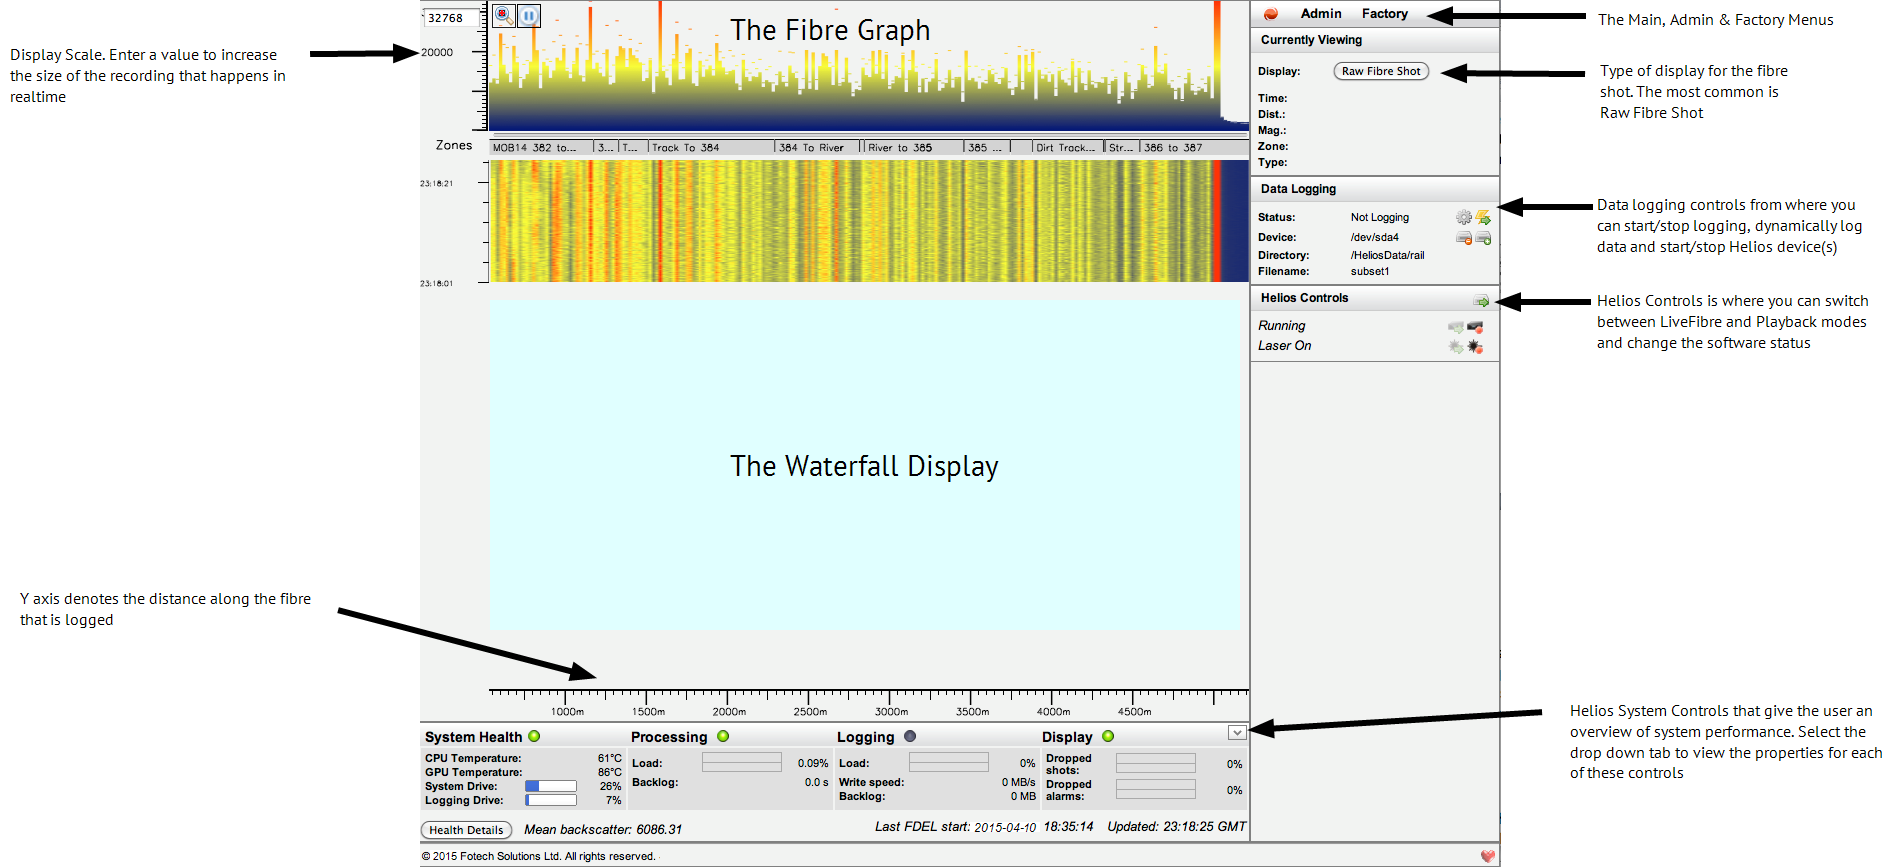 Display Scale. Enter a value to increase
the size of the recording that happens in
realtime
Y axis denotes the distance along the fibre
that is logged
32768
20000
The Fibre Graph
Zones
MOB14 382 to...
3...
T...
Track To 384
384 To River
River to 385
385 ...
Dirt Track...
Str...
386 to 387
23:18:21
23:18:01
The Waterfall Display
1000m
1500m
2000m
2500m
3000m
3500m
4000m
4500m
System Health
CPU Temperature: 61°C
GPU Temperature: 86°C
System Drive: 26%
Logging Drive: 7%
Processing
Load: 0.09%
Backlog: 0.0 s
Logging
Load: 0%
Write speed: 0 MB/s
Backlog: 0 MB
Display
Dropped
shots: 0%
Dropped
alarms: 0%
Health Details
Mean backscatter: 6086.31
Last FDEL start: 2015-04-10 18:35:14 Updated: 23:18:25 GMT
© 2015 Fotech Solutions Ltd. All rights reserved.
Admin Factory
Currently Viewing
Display: Raw Fibre Shot
Time:
Dist.:
Mag.:
Zone:
Type:
Data Logging
Status: Not Logging
Device: /dev/sda4
Directory: /HeliosData/rail
Filename: subset1
Helios Controls
Running
Laser On
The Main, Admin & Factory Menus
Type of display for the fibre
shot. The most common is
Raw Fibre Shot
Data logging controls from where you
can start/stop logging, dynamically log
data and start/stop Helios device(s)
Helios Controls is where you can switch
between LiveFibre and Playback modes
and change the software status
Helios System Controls that give the user an
overview of system performance. Select the
drop down tab to view the properties for each
of these controls